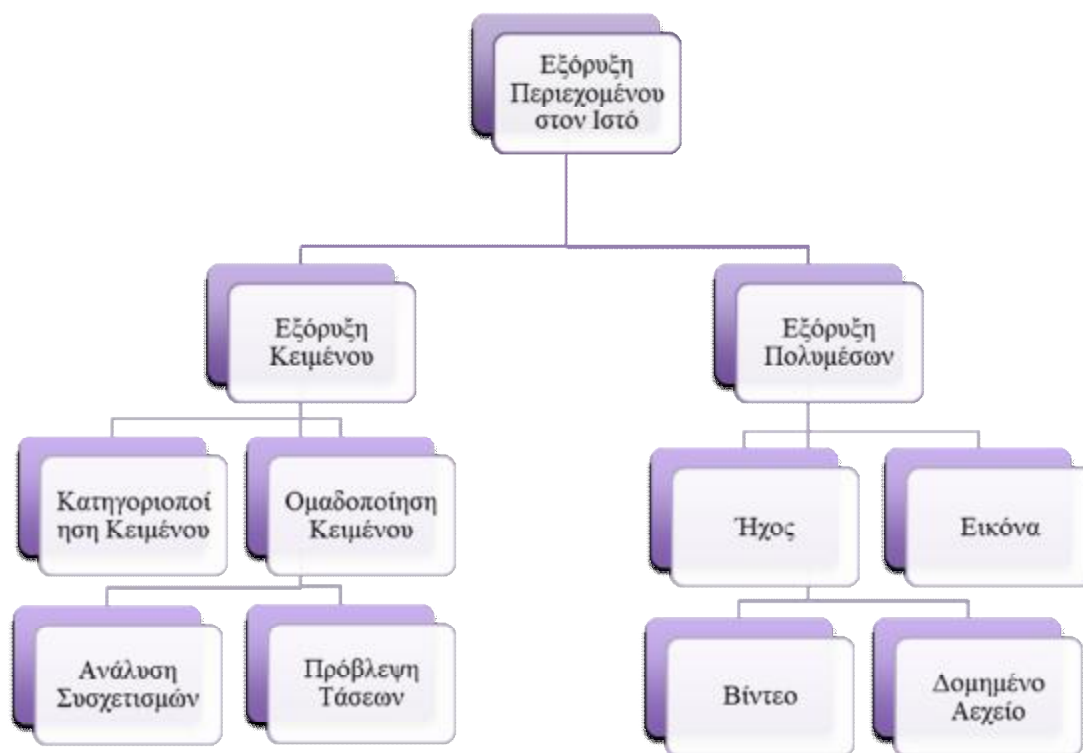 Εξόρυξη
Περιεχομένου
στον Ιστό
Εξόρυξη
Κειμένου
Εξόρυξη
Πολυμέσων
Κατηγοριοποί
ηση Κειμένου
Ομαδοποίηση
Κειμένου
Ήχος
Εικόνα
Ανάλυση
Συσχετισμών
Πρόβλεψη
Τάσεων
Βίντεο
Δομημένο
Αεχείο